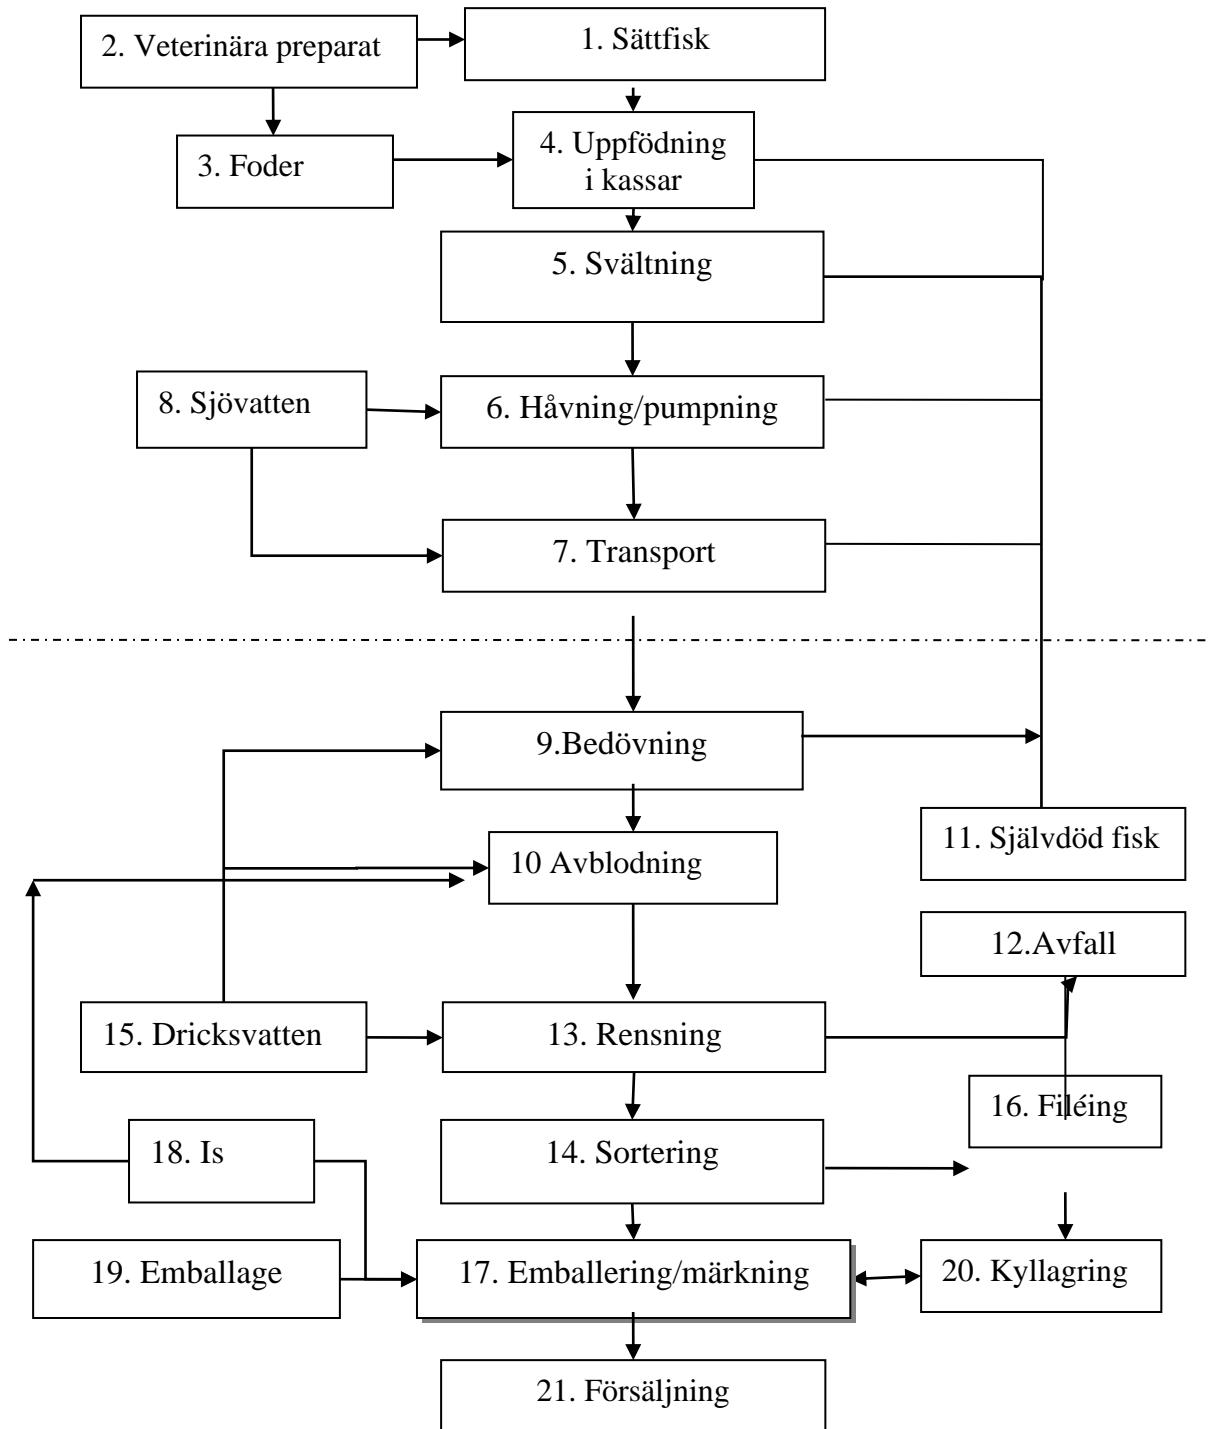 2. Veterinära preparat
1. Sättfisk
3. Foder
4. Uppfödning
i kassar
5. Svältning
8. Sjövatten
6. Håvning/pumpning
7. Transport
9.Bedövning
11. Självdöd fisk
10 Avblodning
12.Avfall
15. Dricksvatten
13. Rensning
16. Filéing
18. Is
14. Sortering
19. Emballage
17. Emballering/märkning
20. Kyllagring
21. Försäljning